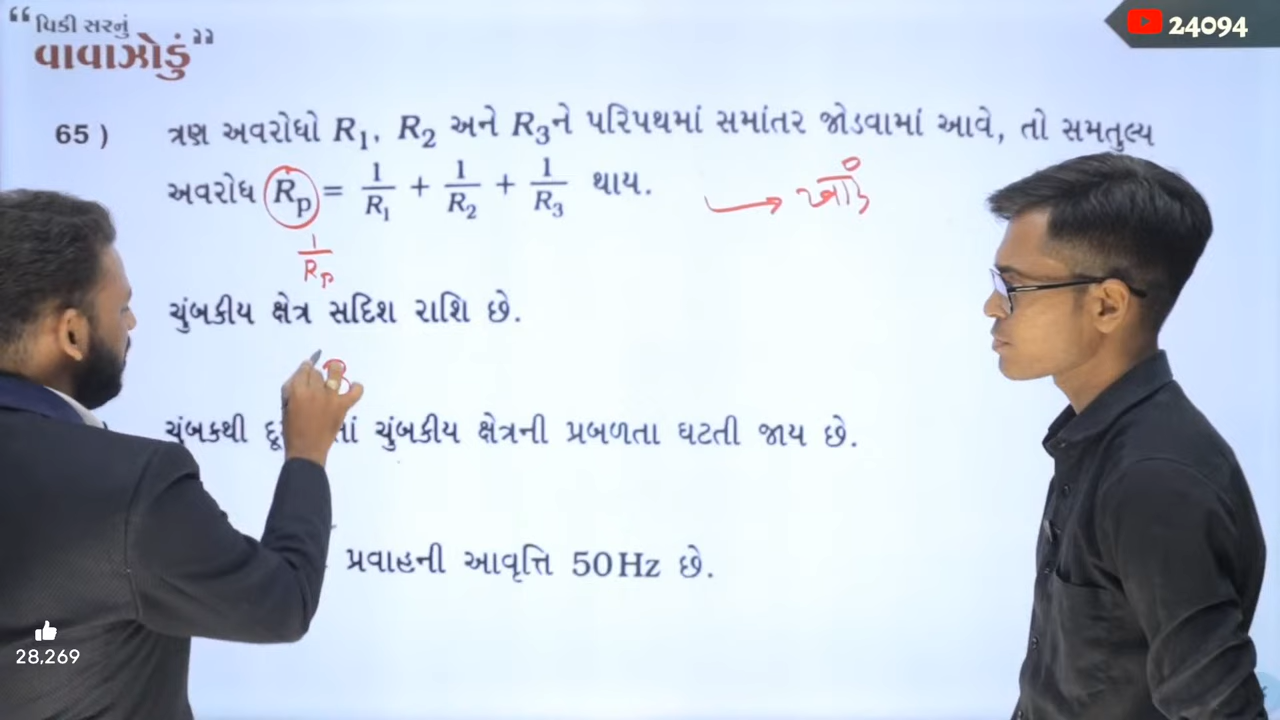 “ વિકી સરનું
વાવાઝોડું ”
24094
65 ) ત્રણ અવરોધો R₁, R₂ અને R₃ને પરિપથમાં સમાંતર જોડવામાં આવે, તો સમતુલ્ય
અવરોધ Rₚ = 1/R₁ + 1/R₂ + 1/R₃ થાય.
1/Rₚ
ચુંબકીય ક્ષેત્ર સદિશ રાશિ છે.
B
ચુંબકથી ચુંબકીય ક્ષેત્રની પ્રબળતા ઘટતી જાય છે.
પ્રવાહની આવૃત્તિ 50 Hz છે.
28,269